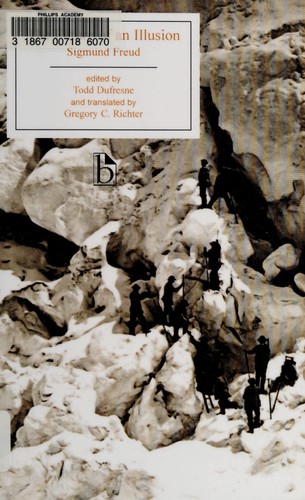 PHILLIPS ACADEMY
3 1867 00718 6070
an Illusion
Sigmund Freud
edited by
Todd Dufresne
and translated by
Gregory C. Richter
b